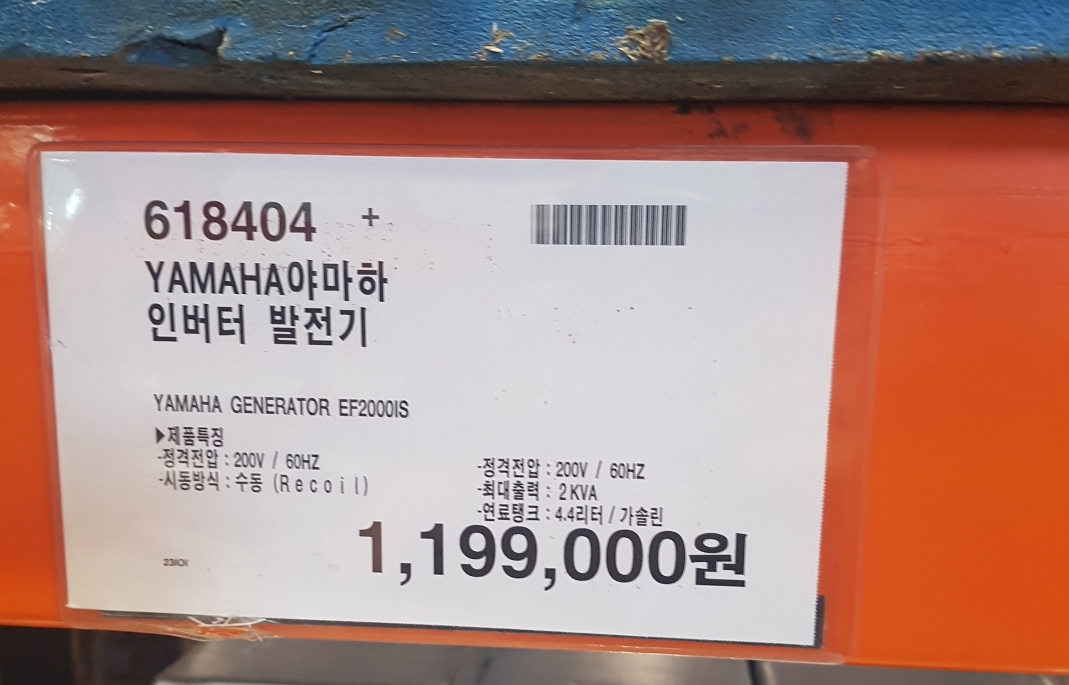 618404 +
YAMAHA야마하
인버터 발전기
YAMAHA GENERATOR EF2000IS
▶제품특징
-정격전압 : 200V / 60HZ
-시동방식 : 수동 (Recoil)
-정격전압 : 200V / 60HZ
-최대출력 : 2KVA
-연료탱크 : 4.4리터 / 가솔린
1,199,000원